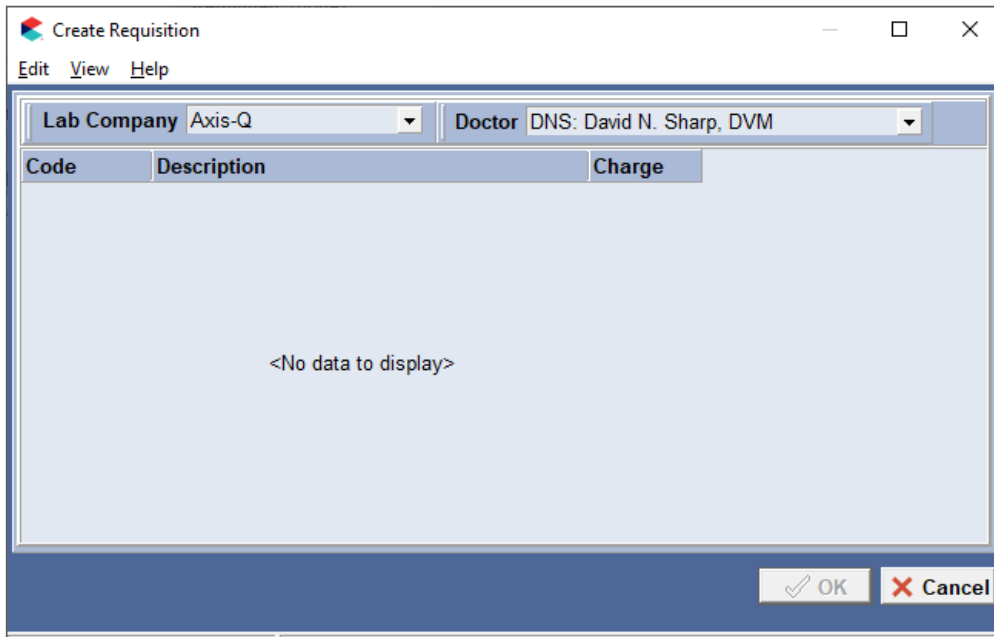 Create Requisition
Edit View Help
Lab Company Axis-Q Doctor DNS: David N. Sharp, DVM
Code Description Charge
<No data to display>
OK Cancel